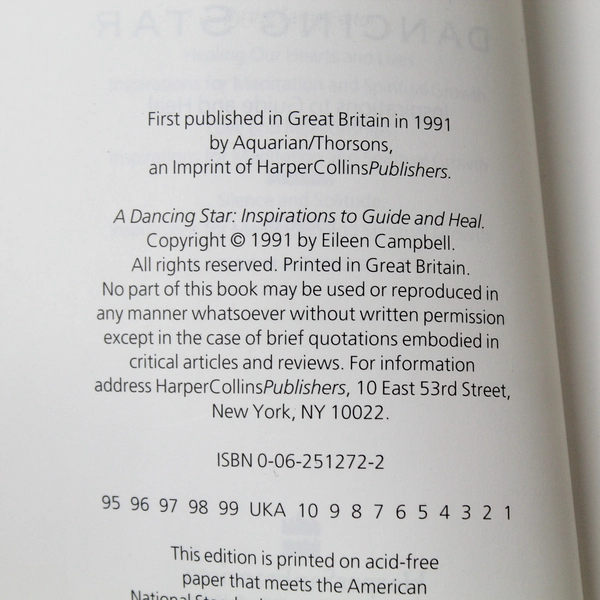 DANCING STAR
First published in Great Britain in 1991
by Aquarian/Thorsons,
an Imprint of HarperCollinsPublishers.
A Dancing Star: Inspirations to Guide and Heal.
Copyright © 1991 by Eileen Campbell.
All rights reserved. Printed in Great Britain.
No part of this book may be used or reproduced in
any manner whatsoever without written permission
except in the case of brief quotations embodied in
critical articles and reviews. For information
address HarperCollinsPublishers, 10 East 53rd Street,
New York, NY 10022.
ISBN 0-06-251272-2
95 96 97 98 99 UKA 10 9 8 7 6 5 4 3 2 1
This edition is printed on acid-free
paper that meets the American
National